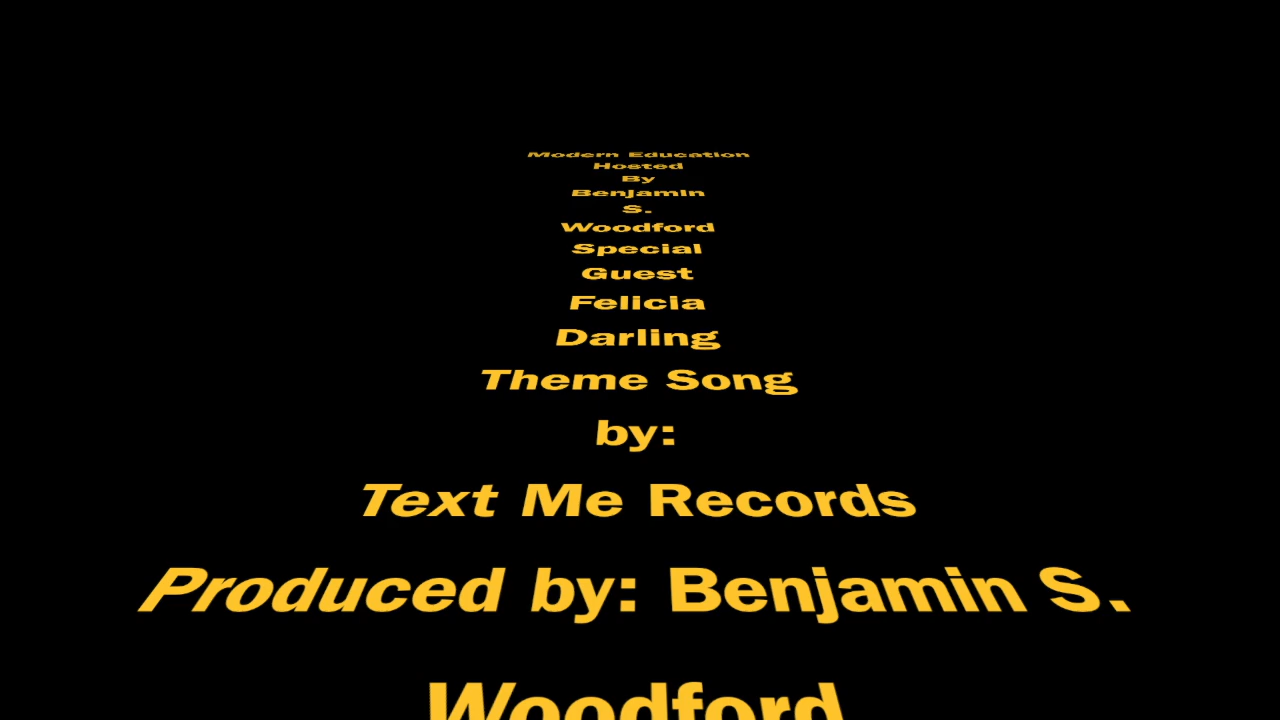 Modern Education
Hosted
By
Benjamin
S.
Woodford
Special
Guest
Felicia
Darling
Theme Song
by:
Text Me Records
Produced by: Benjamin S.
Woodford